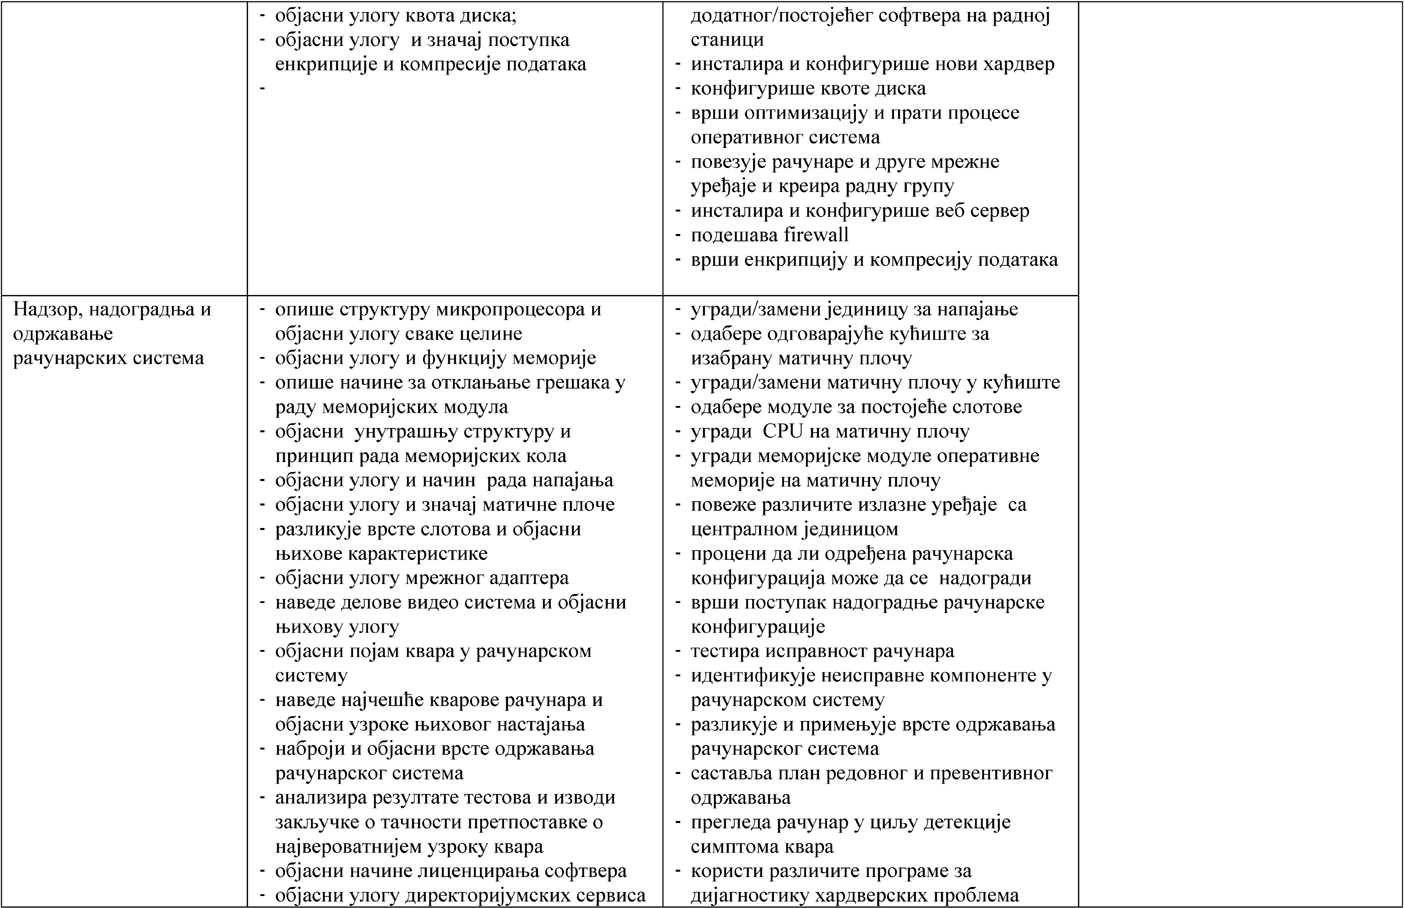 - објасни улогу квота диска;
- објасни улогу  и значај поступка
енкрипције и компресије података
-
додатног/постојећег софтвера на радној
станици
- инсталира и конфигурише нови хардвер
- конфигурише квоте диска
- врши оптимизацију и прати процесе
оперативног система
- повезује рачунаре и друге мрежне
уређаје и креира радну групу
- инсталира и конфигурише веб сервер
- подешава firewall
- врши енкрипцију и компресију података
Надзор, надоградња и
одржавање
рачунарских система
- опише структуру микропроцесора и
објасни улогу сваке целине
- објасни улогу и функцију меморије
- опише начине за отклањање грешака у
раду меморијских модула
- објасни  унутрашњу структуру и
принцип рада меморијских кола
- објасни улогу и начин  рада напајања
- објасни улогу и значај матичне плоче
- разликује врсте слотова и објасни
њихове карактеристике
- објасни улогу мрежног адаптера
- наведе делове видео система и објасни
њихову улогу
- објасни појам квара у рачунарском
систему
- наведе најчешће кварове рачунара и
објасни узроке њиховог настајања
- наброји и објасни врсте одржавања
рачунарског система
- анализира резултате тестова и изводи
закључке о тачности претпоставке о
највероватнијем узроку квара
- објасни начине лиценцирања софтвера
- објасни улогу директоријумских сервиса
- угради/замени јединицу за напајање
- одабере одговарајуће кућиште за
изабрану матичну плочу
- угради/замени матичну плочу у кућиште
- одабере модуле за постојеће слотове
- угради  CPU на матичну плочу
- угради меморијске модуле оперативне
меморије на матичну плочу
- повеже различите излазне уређаје  са
централном јединицом
- процени да ли одређена рачунарска
конфигурација може да се  надогради
- врши поступак надоградње рачунарске
конфигурације
- тестира исправност рачунара
- идентификује неисправне компоненте у
рачунарском систему
- разликује и примењује врсте одржавања
рачунарског система
- саставља план редовног и превентивног
одржавања
- прегледа рачунар у циљу детекције
симптома квара
- користи различите програме за
дијагностику хардверских проблема